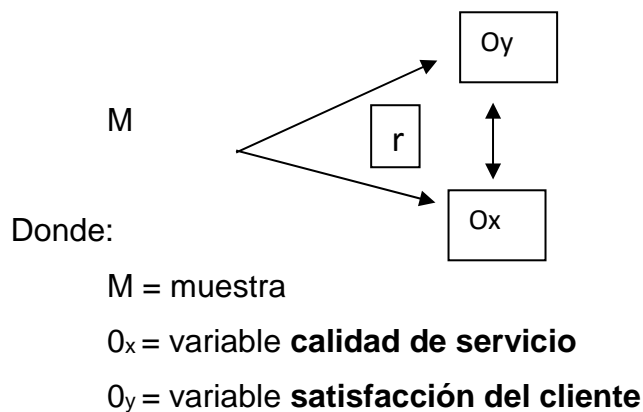 Oy
M
r
Ox
Donde:
M = muestra
0x = variable calidad de servicio
0y = variable satisfacción del cliente